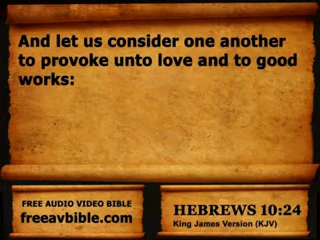 And let us consider one another
to provoke unto love and to good
works:
FREE AUDIO VIDEO BIBLE
freeavbible.com
HEBREWS 10:24
King James Version (KJV)